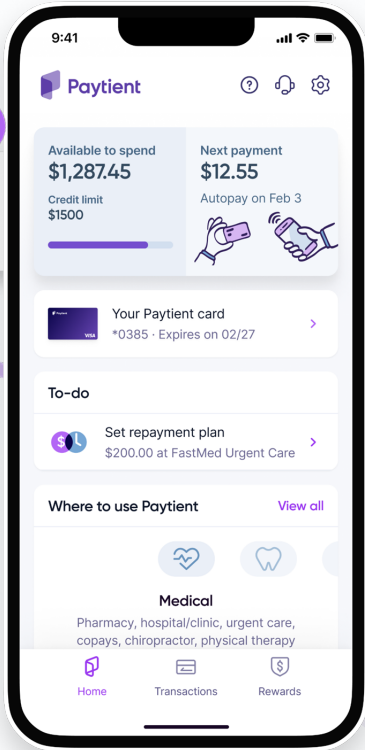 9:41
Paytient
Available to spend
$1,287.45
Credit limit
$1500
Next payment
$12.55
Autopay on Feb 3
Paytient
VISA
Your Paytient card
*0385 · Expires on 02/27
To-do
Set repayment plan
$200.00 at FastMed Urgent Care
Where to use Paytient
View all
Medical
Pharmacy, hospital/clinic, urgent care,
copays, chiropractor, physical therapy
Home
Transactions
Rewards